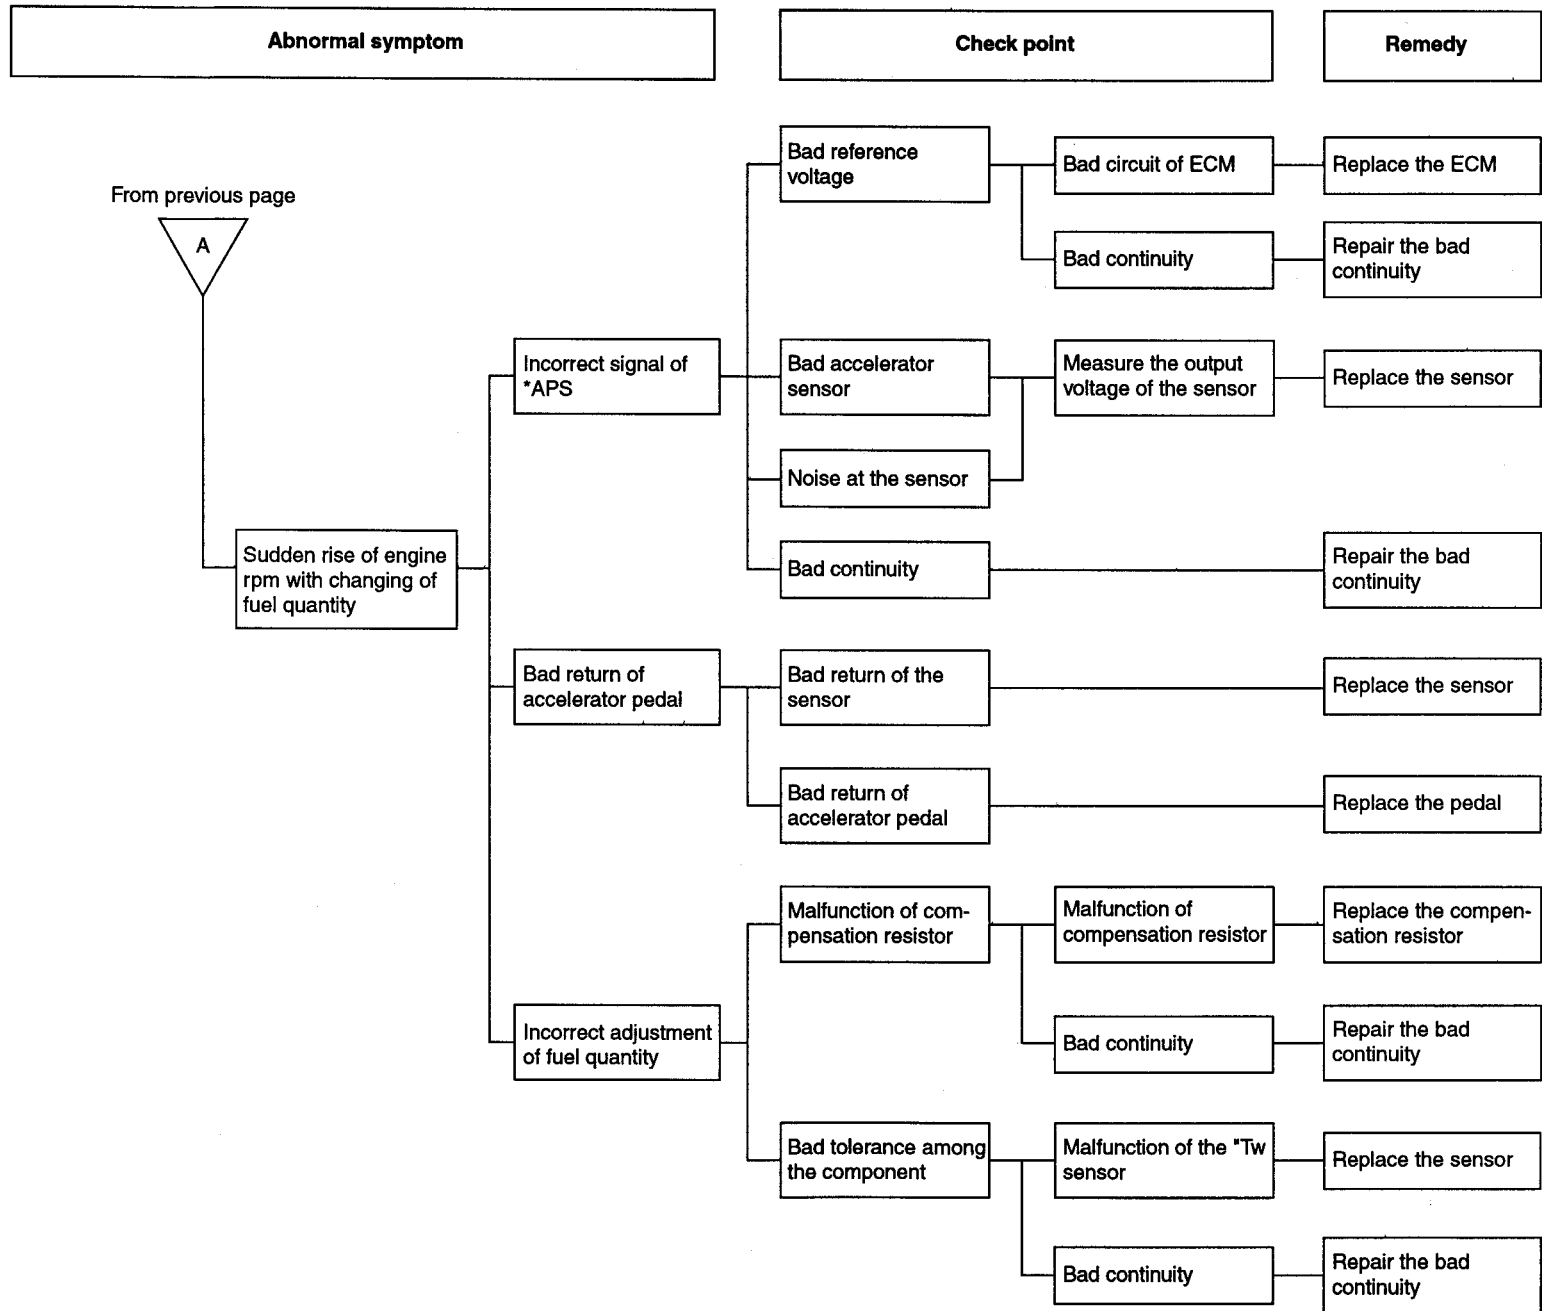 Abnormal symptom
Check point
Remedy
From previous page
A
Sudden rise of engine
rpm with changing of
fuel quantity
Incorrect signal of
*APS
Bad reference
voltage
Bad circuit of ECM
Replace the ECM
Bad continuity
Repair the bad
continuity
Bad accelerator
sensor
Measure the output
voltage of the sensor
Replace the sensor
Noise at the sensor
Bad continuity
Repair the bad
continuity
Bad return of
accelerator pedal
Bad return of the
sensor
Replace the sensor
Bad return of
accelerator pedal
Replace the pedal
Incorrect adjustment
of fuel quantity
Malfunction of com-
pensation resistor
Malfunction of
compensation resistor
Replace the compen-
sation resistor
Bad continuity
Repair the bad
continuity
Bad tolerance among
the component
Malfunction of the "Tw
sensor
Replace the sensor
Bad continuity
Repair the bad
continuity